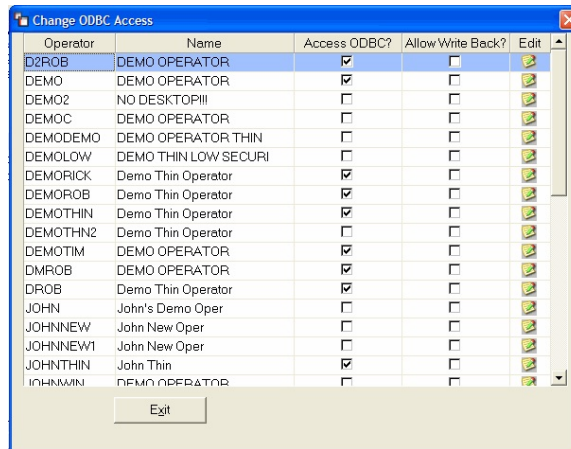 Change ODBC Access
Operator Name Access ODBC? Allow Write Back? Edit
D2ROB DEMO OPERATOR
DEMO DEMO OPERATOR
DEMO2 NO DESKTOP!!!
DEMOC DEMO OPERATOR
DEMODEMO DEMO OPERATOR THIN
DEMOLOW DEMO THIN LOW SECURI
DEMORICK Demo Thin Operator
DEMOROB Demo Thin Operator
DEMOTHIN Demo Thin Operator
DEMOTHN2 Demo Thin Operator
DEMOTIM DEMO OPERATOR
DMROB DEMO OPERATOR
DROB Demo Thin Operator
JOHN John's Demo Oper
JOHNNEW John New Oper
JOHNNEW1 John New Oper
JOHNTHIN John Thin
JOHNWIN DEMO OPERATOR
Exit